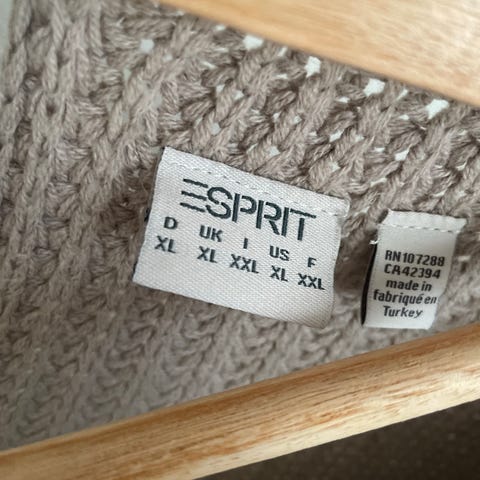 ESPRIT
D UK I US F
XL XL XXL XL XXL
RN107288
CA42394
made in
fabriqué en
Turkey